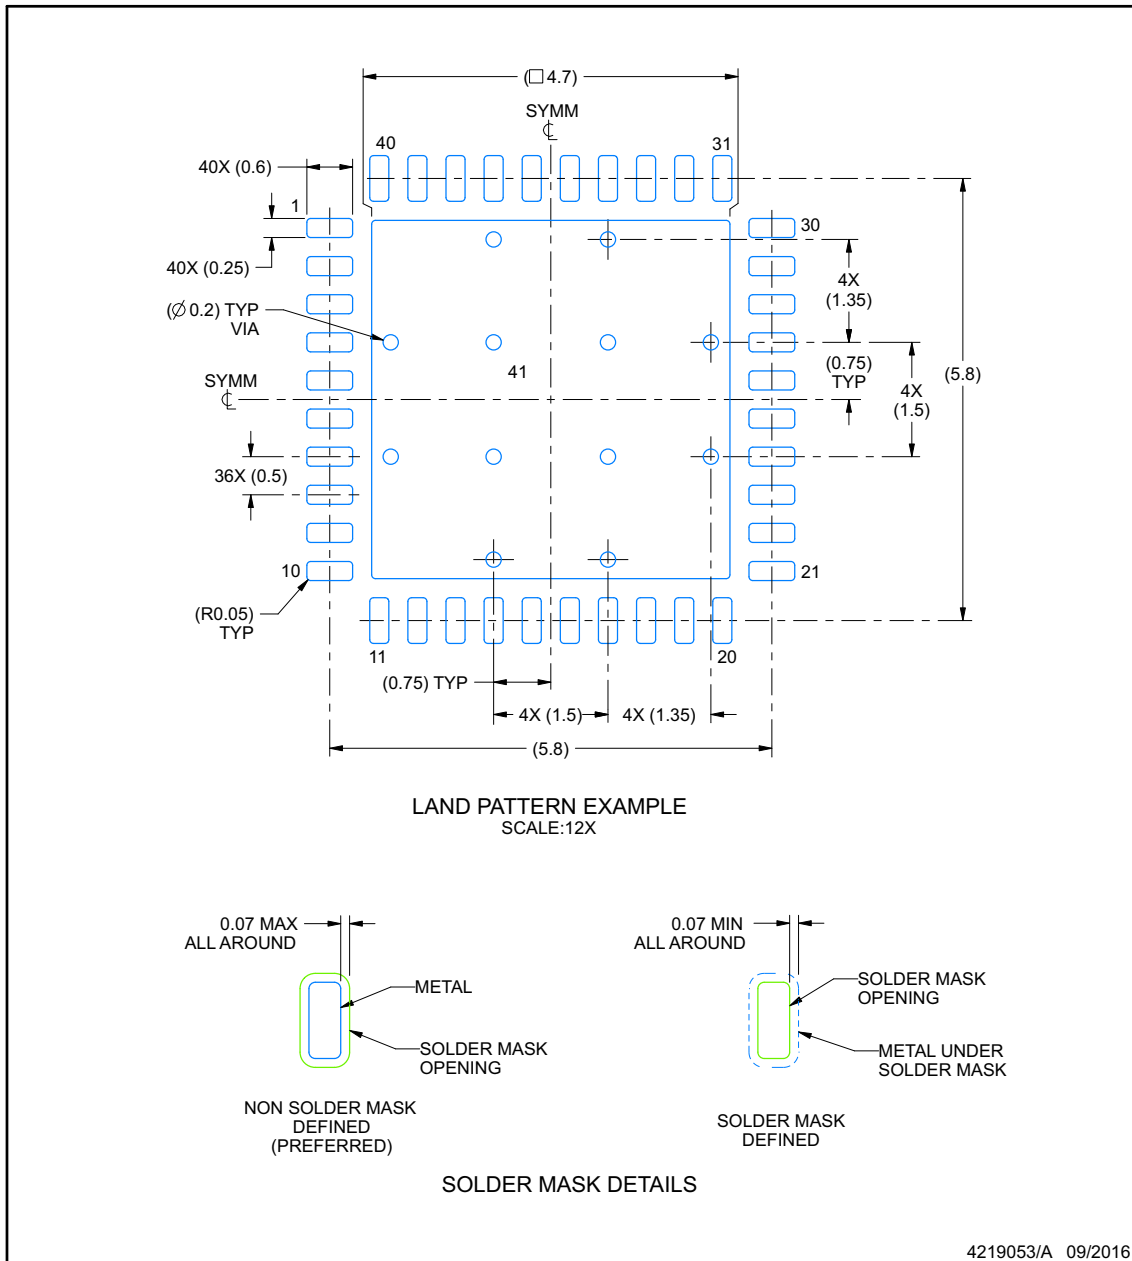 (□ 4.7)
SYMM
℄
40
31
40X (0.6)
1
30
40X (0.25)
4X
(1.35)
(Ø 0.2) TYP
VIA
41
(0.75)
TYP
(5.8)
SYMM
℄
4X
(1.5)
36X (0.5)
10
21
(R0.05)
TYP
11
20
(0.75) TYP
4X (1.5)
4X (1.35)
(5.8)
LAND PATTERN EXAMPLE
SCALE:12X
0.07 MAX
ALL AROUND
METAL
SOLDER MASK
OPENING
NON SOLDER MASK
DEFINED
(PREFERRED)
0.07 MIN
ALL AROUND
SOLDER MASK
OPENING
METAL UNDER
SOLDER MASK
SOLDER MASK
DEFINED
SOLDER MASK DETAILS
4219053/A 09/2016